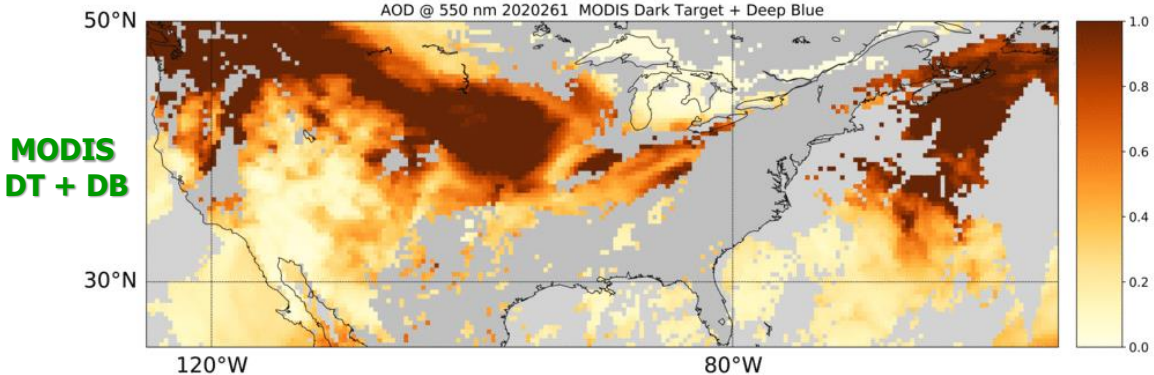 AOD @ 550 nm 2020261 MODIS Dark Target + Deep Blue
50°N
1.0
0.8
MODIS
DT + DB
0.6
0.4
30°N
0.2
0.0
120°W
80°W